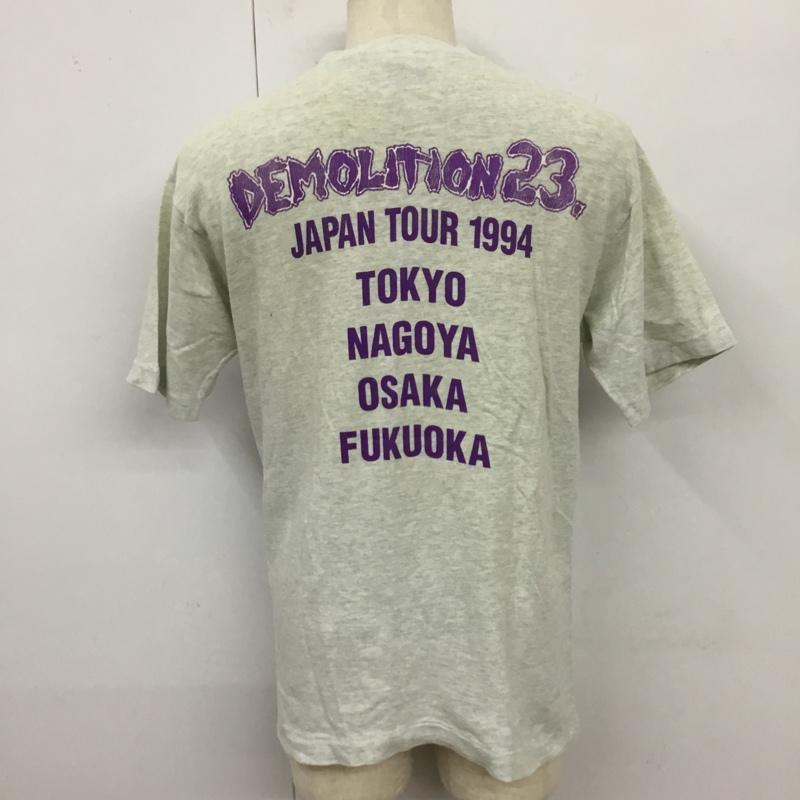 DEMOLITION 23.
JAPAN TOUR 1994
TOKYO
NAGOYA
OSAKA
FUKUOKA